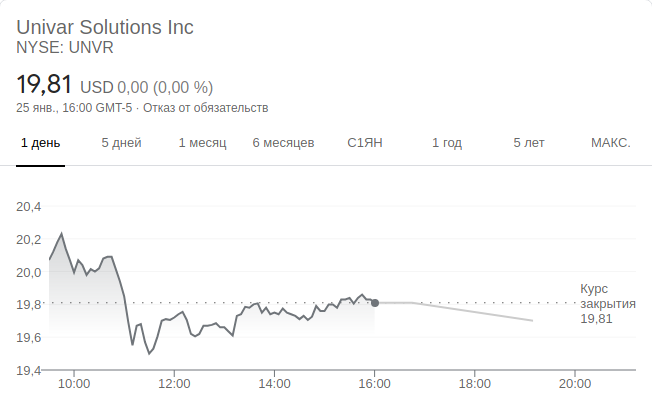 Univar Solutions Inc
NYSE: UNVR
19,81 USD 0,00 (0,00 %)
25 янв., 16:00 GMT-5 · Отказ от обязательств
1 день 5 дней 1 месяц 6 месяцев С1ЯН 1 год 5 лет МАКС.
20,4
20,2
20,0
19,8
19,6
19,4
Курс
закрытия
19,81
10:00 12:00 14:00 16:00 18:00 20:00